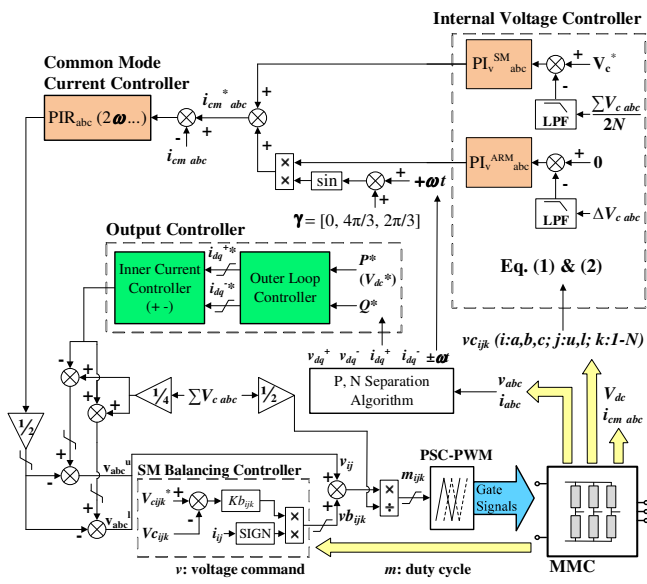 Internal Voltage Controller
Common Mode
Current Controller
PIR_abc (2ω...)
i_cm^*_abc
i_cm abc
PI_v^SM_abc
V_c^*
LPF
∑V_c abc
2N
PI_v^ARM_abc
0
LPF
ΔV_c abc
×
×
sin
+ωt
γ = [0, 4π/3, 2π/3]
Eq. (1) & (2)
Output Controller
Inner Current
Controller
(+ -)
i_dq^+*
i_dq^-*
Outer Loop
Controller
P*
(V_dc*)
Q*
v_dq^+ v_dq^- i_dq^+ i_dq^- ±ωt
P, N Separation
Algorithm
vc_ijk (i:a,b,c; j:u,l; k:1-N)
v_abc
i_abc
V_dc
i_cm abc
1/2
1/4
∑V_c abc
1/2
v_abc^u
v_abc^l
SM Balancing Controller
V_cijk^*
Vc_ijk
Kb_ijk
i_ij
SIGN
×
×
v_ij
vb_ijk
×
÷
m_ijk
PSC-PWM
Gate
Signals
MMC
v: voltage command
m: duty cycle